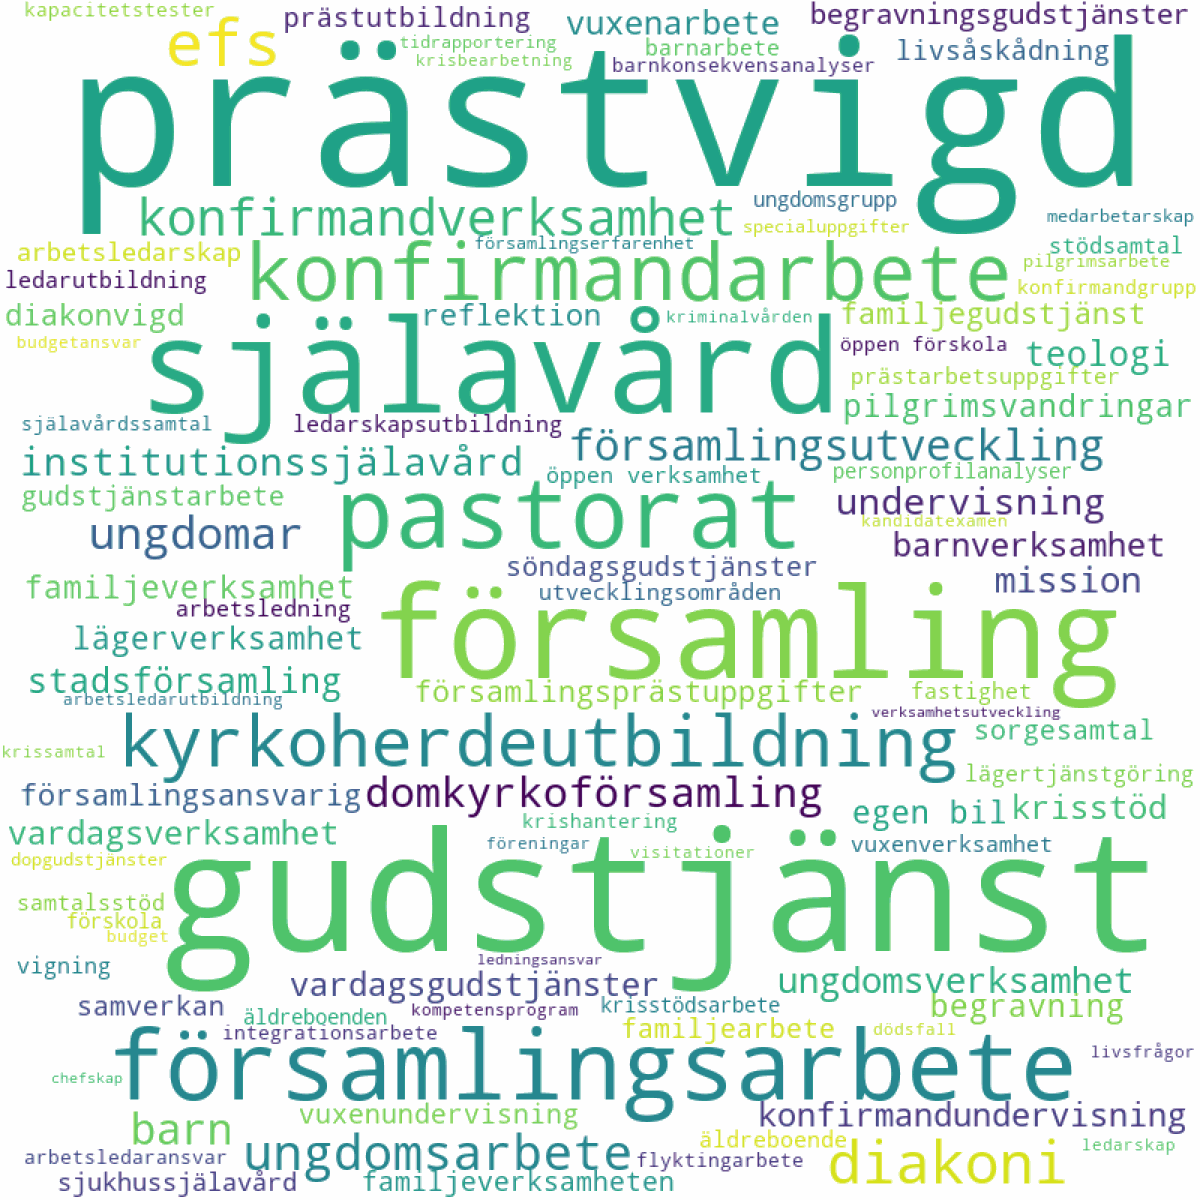 kapacitetstester
prästutbildning
vuxenarbete
begravningsgudstjänster
efs
tidrapportering
barnarbete
livsåskådning
krisbearbetning
barnkonsekvensanalyser
prästvigd
konfirmandverksamhet
ungdomsgrupp
medarbetarskap
specialuppgifter
arbetsledarskap
församlingserfarenhet
stödsamtal
konfirmandarbete
pilgrimsarbete
ledarutbildning
konfirmandgrupp
diakonvigd
reflektion
kriminalvården
familjegudstjänst
budgetansvar
öppen förskola
teologi
själavård
prästarbetsuppgifter
pilgrimsvandringar
själavårdssamtal
ledarskapsutbildning
församlingsutveckling
institutionssjälavård
öppen verksamhet
personprofilanalyser
gudstjänstarbete
pastorat
undervisning
kandidatexamen
ungdomar
barnverksamhet
söndagsgudstjänster
mission
familjeverksamhet
utvecklingsområden
arbetsledning
församling
lägerverksamhet
stadsförsamling
församlingsprästuppgifter
fastighet
arbetsledarutbildning
verksamhetsutveckling
sorgesamtal
kyrkoherdeutbildning
krissamtal
lägertjänstgöring
församlingsansvarig
domkyrkoförsamling
egen bil
krisstöd
krishantering
vardagsverksamhet
föreningar
visitationer
vuxenverksamhet
dopgudstjänster
gudstjänst
samtalsstöd
förskola
budget
ledningsansvar
vigning
vardagsgudstjänster
ungdomsverksamhet
samverkan
äldreboenden
kompetensprogram
krisstödsarbete
begravning
integrationsarbete
familjearbete
dödsfall
församlingsarbete
livsfrågor
chefskap
vuxenundervisning
konfirmandundervisning
barn
äldreboende
ledarskap
arbetsledaransvar
ungdomsarbete
flyktingarbete
diakoni
sjukhussjälavård
familjeverksamheten